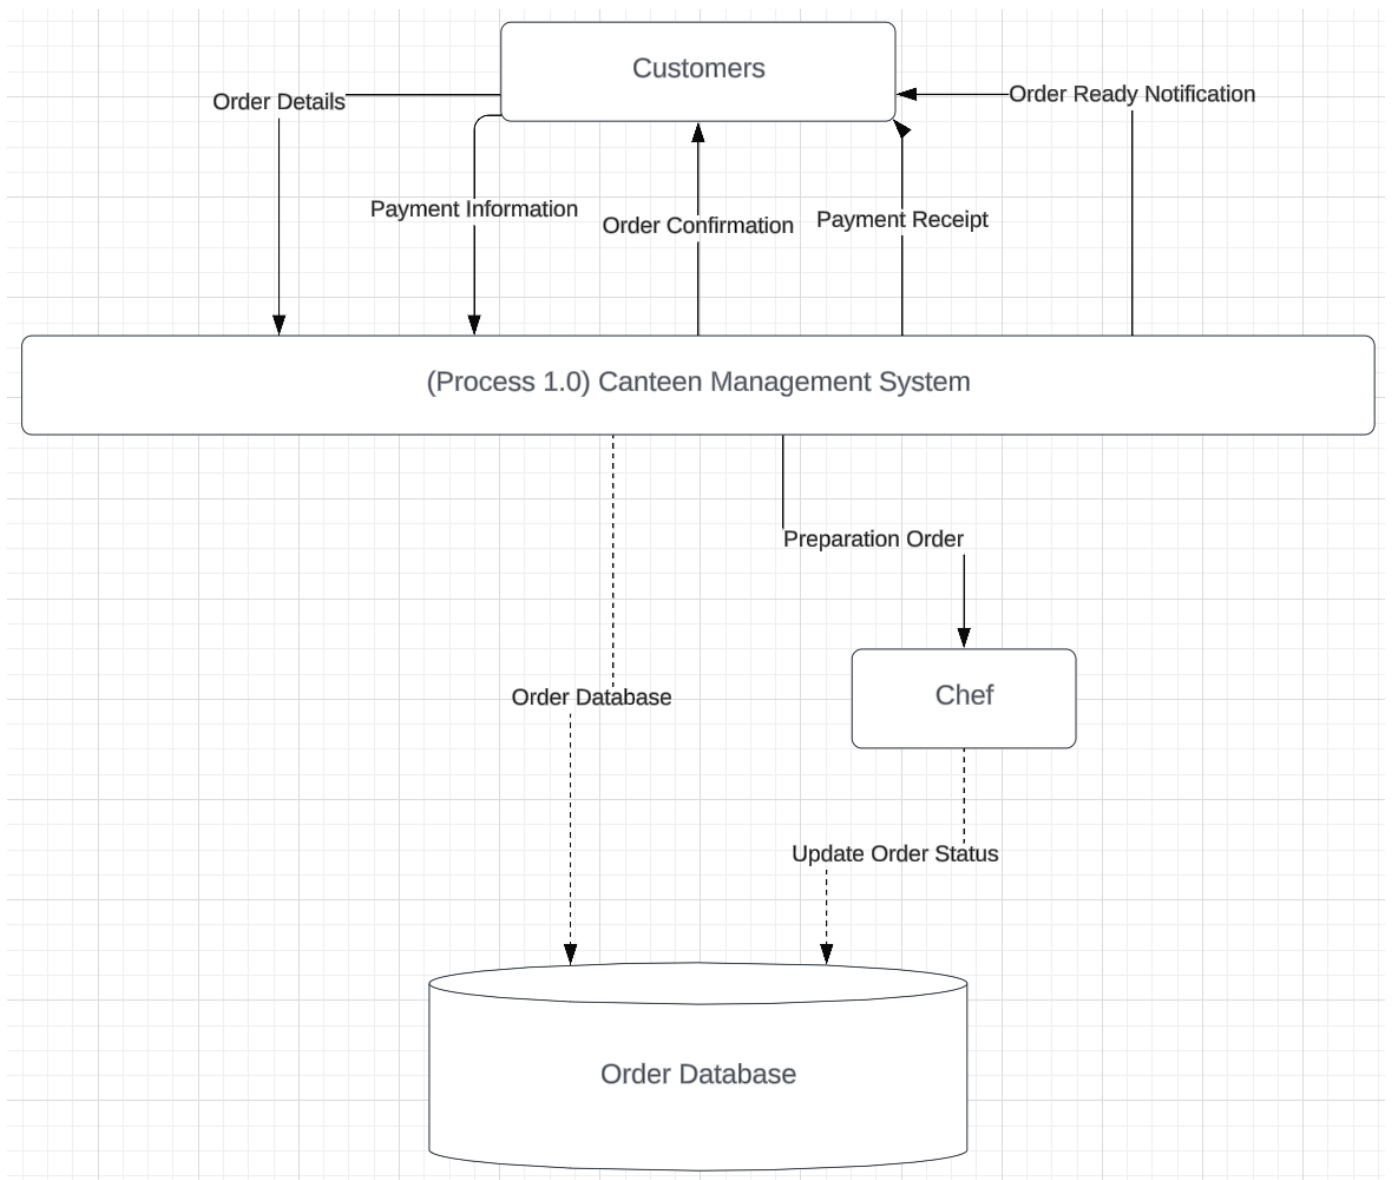 Customers
Order Details
Order Ready Notification
Payment Information
Order Confirmation
Payment Receipt
(Process 1.0) Canteen Management System
Preparation Order
Order Database
Chef
Update Order Status
Order Database